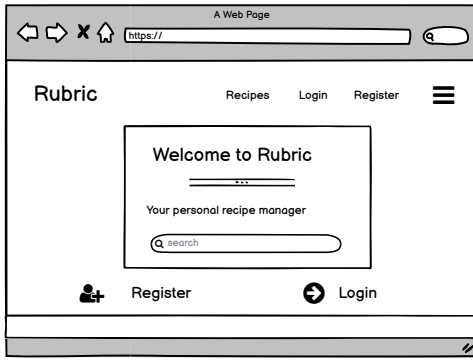 A Web Page
https://
Rubric
Recipes Login Register
Welcome to Rubric
Your personal recipe manager
search
Register Login